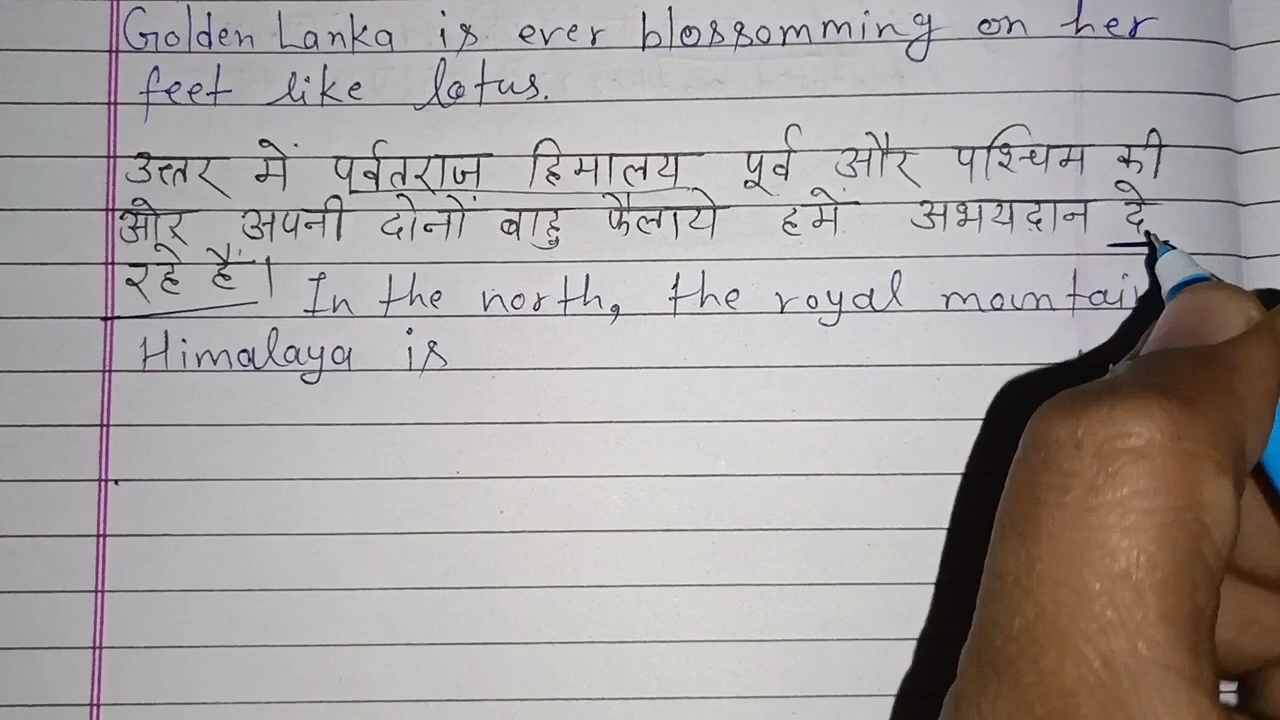 Golden Lanka is ever blossomming on her
feet like lotus.
उत्तर में पर्वतराज हिमालय पूर्व और पश्चिम की
ओर अपनी दोनों बाहु फैलाये हमें अभयदान दे
रहे हैं। In the north, the royal mountai
Himalaya is